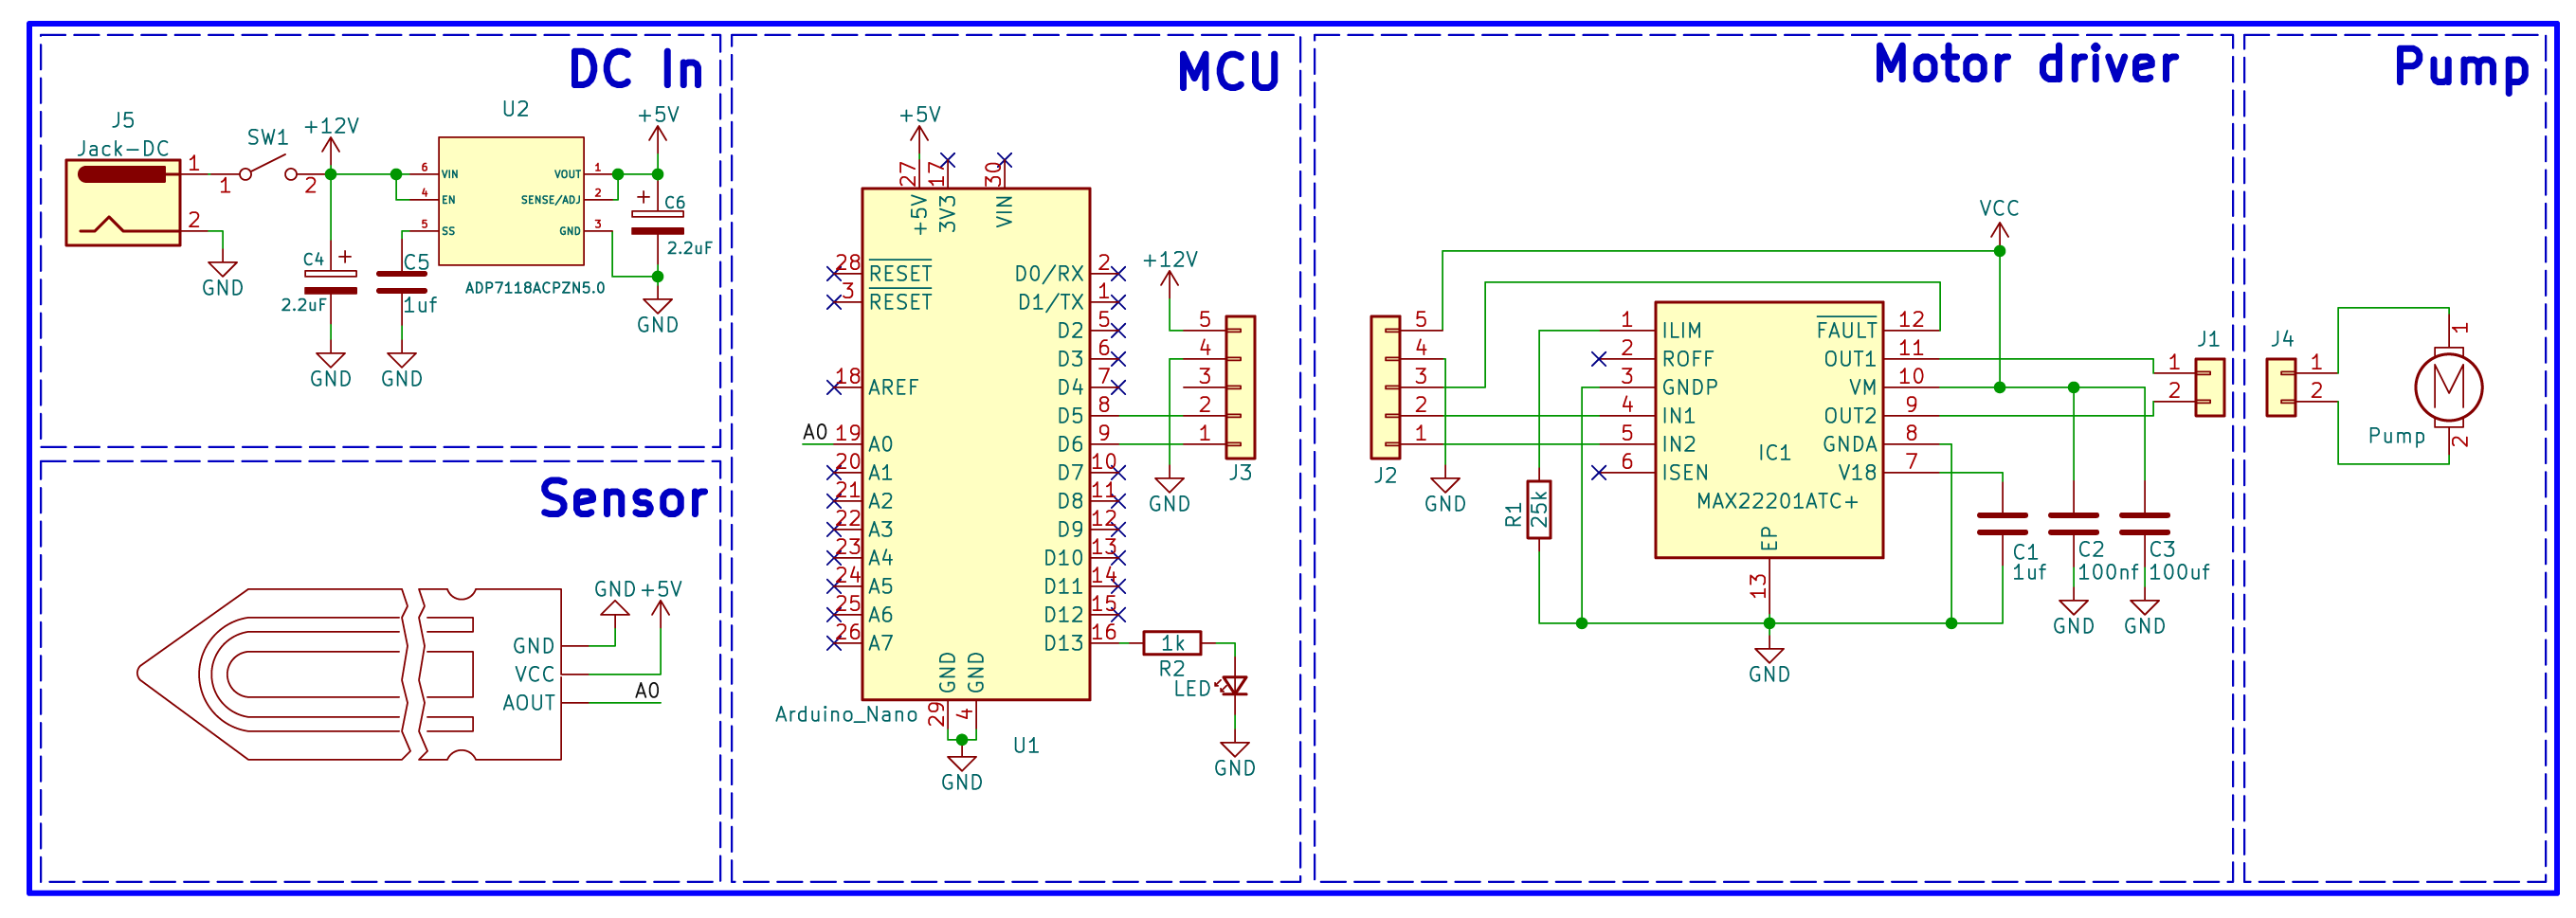 DC In
J5
Jack-DC
1
2
SW1
1
2
+12V
GND
C4
+
2.2uF
GND
C5
1uf
GND
U2
6 VIN
4 EN
5 SS
VOUT 1
SENSE/ADJ 2
GND 3
ADP7118ACPZN5.0
+5V
+
C6
2.2uF
GND
Sensor
GND +5V
GND
VCC
AOUT
A0
MCU
+5V
27 17 30
+5V 3V3 VIN
28 RESET
3 RESET
18 AREF
A0
19 A0
20 A1
21 A2
22 A3
23 A4
24 A5
25 A6
26 A7
D0/RX 2
D1/TX 1
D2 5
D3 6
D4 7
D5 8
D6 9
D7 10
D8 11
D9 12
D10 13
D11 14
D12 15
D13 16
GND GND
29 4
Arduino_Nano
U1
GND
+12V
5
4
3
2
1
J3
GND
1k
R2
LED
GND
Motor driver
VCC
5
4
3
2
1
J2
GND
R1
25k
1 ILIM
2 ROFF
3 GNDP
4 IN1
5 IN2
6 ISEN
FAULT 12
OUT1 11
VM 10
OUT2 9
GNDA 8
V18 7
IC1
MAX22201ATC+
EP
13
GND
C1
1uf
C2
100nf
GND
C3
100uf
GND
J1
1
2
Pump
J4
1
2
1
M
Pump
2